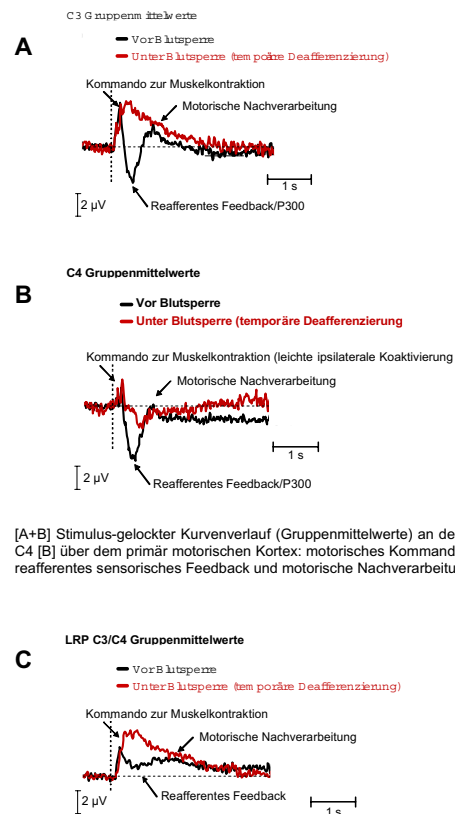 C3 Gruppenmittelwerte
A
Vor Blutsperre
Unter Blutsperre (temporäre Deafferenzierung)
Kommando zur Muskelkontraktion
Motorische Nachverarbeitung
1 s
2 µV
Reafferentes Feedback/P300
C4 Gruppenmittelwerte
B
Vor Blutsperre
Unter Blutsperre (temporäre Deafferenzierung
Kommando zur Muskelkontraktion (leichte ipsilaterale Koaktivierung
Motorische Nachverarbeitung
1 s
2 µV
Reafferentes Feedback/P300
[A+B] Stimulus-gelockter Kurvenverlauf (Gruppenmittelwerte) an de
C4 [B] über dem primär motorischen Kortex: motorisches Kommand
reafferentes sensorisches Feedback und motorische Nachverarbeitu
LRP C3/C4 Gruppenmittelwerte
C
Vor Blutsperre
Unter Blutsperre (temporäre Deafferenzierung)
Kommando zur Muskelkontraktion
Motorische Nachverarbeitung
Reafferentes Feedback
2 µV
1 s